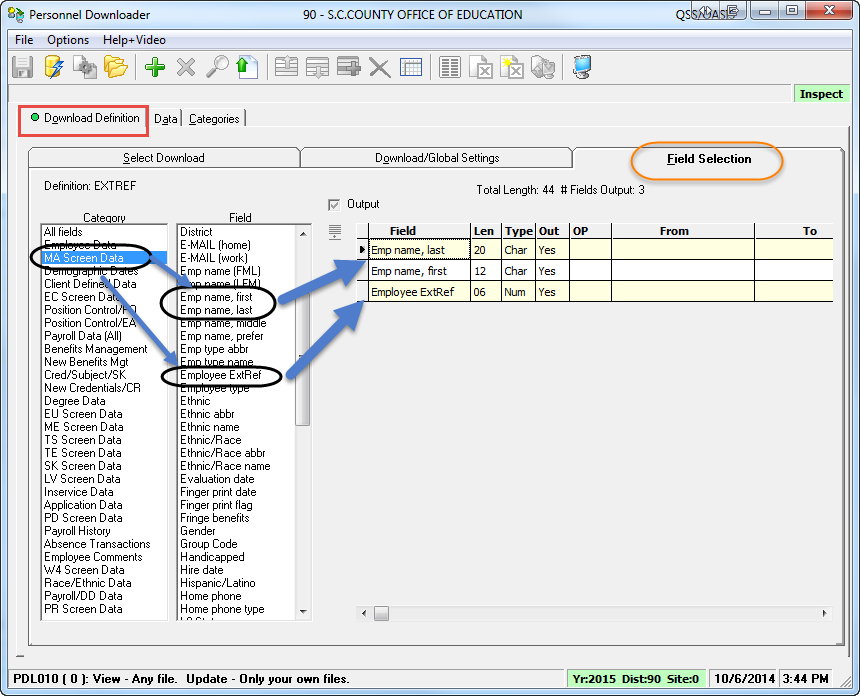 Personnel Downloader 90 - S.C.COUNTY OFFICE OF EDUCATION QSS/OASIS
File Options Help+Video
Inspect
Download Definition Data Categories
Select Download Download/Global Settings Field Selection
Definition: EXTREF
Total Length: 44 # Fields Output: 3
Output
Category
All fields
Employee Data
MA Screen Data
Demographic Dates
Client Defined Data
EC Screen Data
Position Control/PO
Position Control/EA
Payroll Data (All)
Benefits Management
New Benefits Mgt
Cred/Subject/SK
New Credentials/CR
Degree Data
EU Screen Data
ME Screen Data
TS Screen Data
TE Screen Data
SK Screen Data
LV Screen Data
Inservice Data
Application Data
PD Screen Data
Payroll History
Absence Transactions
Employee Comments
W4 Screen Data
Race/Ethnic Data
Payroll/DD Data
PR Screen Data
Field
District
E-MAIL (home)
E-MAIL (work)
Emp name (FML)
Emp name (LFM)
Emp name, first
Emp name, last
Emp name, middle
Emp name, prefer
Emp type abbr
Emp type name
Employee ExtRef
Employee type
Ethnic
Ethnic abbr
Ethnic name
Ethnic/Race
Ethnic/Race abbr
Ethnic/Race name
Evaluation date
Finger print date
Finger print flag
Fringe benefits
Gender
Group Code
Handicapped
Hire date
Hispanic/Latino
Home phone
Home phone type
Field Len Type Out OP From To
Emp name, last 20 Char Yes
Emp name, first 12 Char Yes
Employee ExtRef 06 Num Yes
PDL010 ( 0 ): View - Any file. Update - Only your own files. Yr:2015 Dist:90 Site:0 10/6/2014 3:44 PM